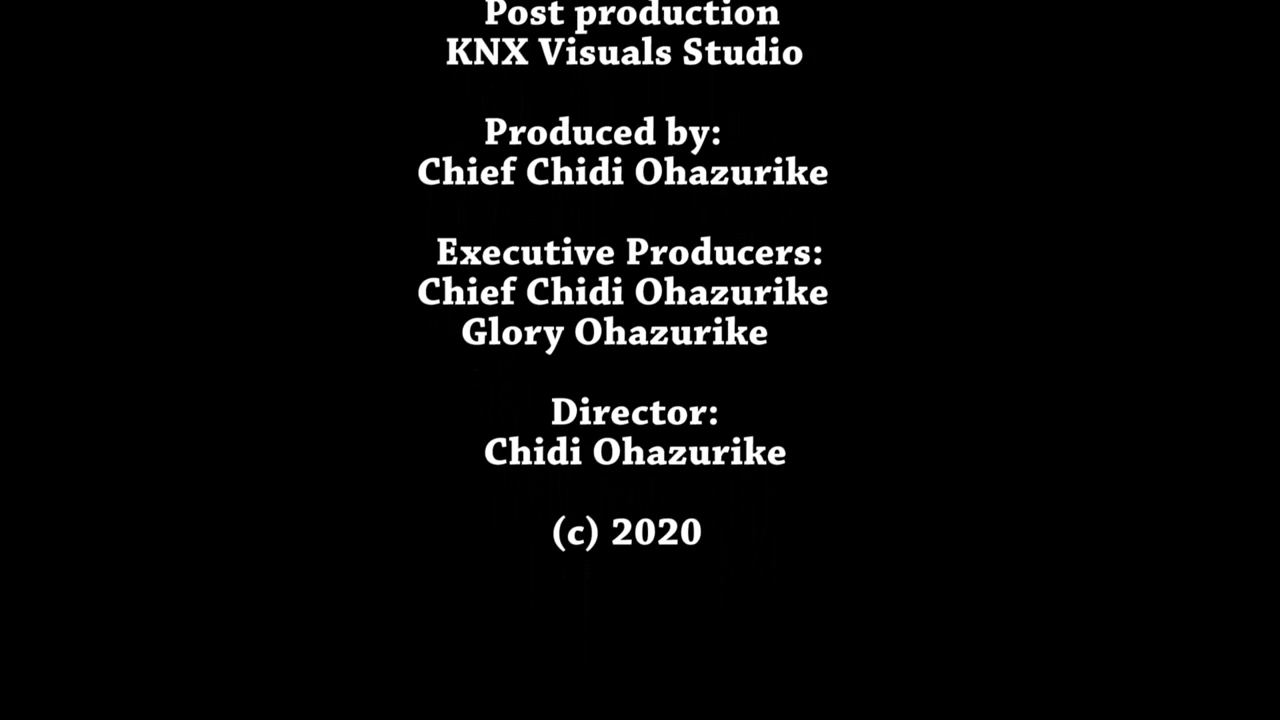 Post production
KNX Visuals Studio
Produced by:
Chief Chidi Ohazurike
Executive Producers:
Chief Chidi Ohazurike
Glory Ohazurike
Director:
Chidi Ohazurike
(c) 2020